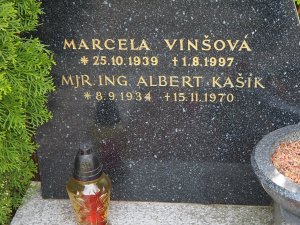 MARCELA VINŠOVÁ
* 25.10.1939 †1.8.1997
MJR ING. ALBERT KAŠÍK
* 8.9.1934 †15.11.1970